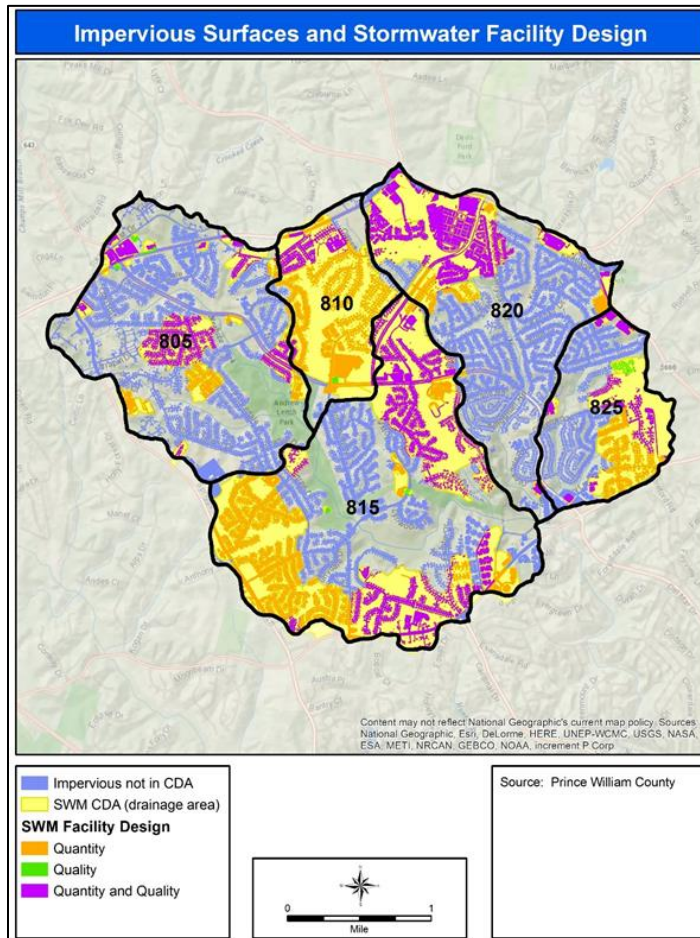 Impervious Surfaces and Stormwater Facility Design
643
810
820
805
825
815
Content may not reflect National Geographic's current map policy. Sources:
National Geographic, Esri, DeLorme, HERE, UNEP-WCMC, USGS, NASA,
ESA, METI, NRCAN, GEBCO, NOAA, increment P Corp.
Impervious not in CDA
SWM CDA (drainage area)
SWM Facility Design
Quantity
Quality
Quantity and Quality
Source: Prince William County
0 1
Mile